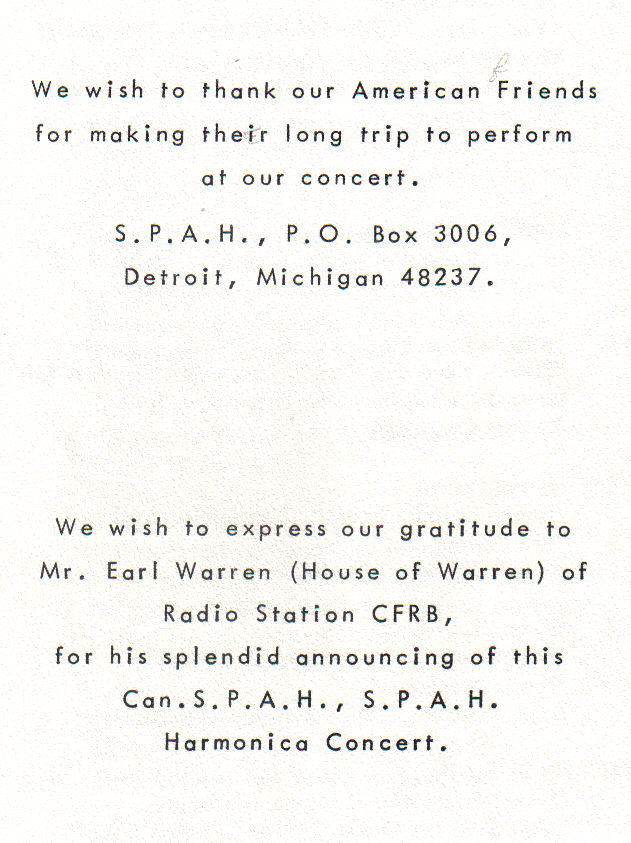 We wish to thank our American Friends
for making their long trip to perform
at our concert.
S.P.A.H., P.O. Box 3006,
Detroit, Michigan 48237.
We wish to express our gratitude to
Mr. Earl Warren (House of Warren) of
Radio Station CFRB,
for his splendid announcing of this
Can.S.P.A.H., S.P.A.H.
Harmonica Concert.